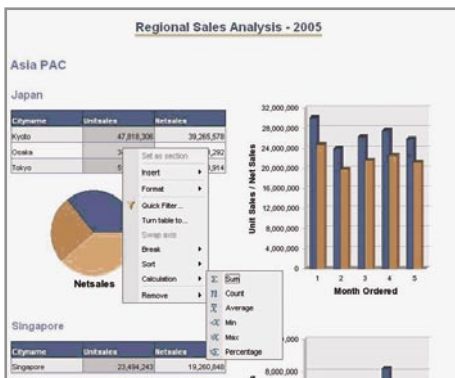 Regional Sales Analysis - 2005
Asia PAC
Japan
Cityname Unitsales Netsales
Kyoto 47,818,306 39,265,578
Osaka
Tokyo
Set as section
Insert
Format
Quick Filter...
Turn table to...
Swap axis
Break
Sort
Calculation
Remove
Sum
Count
Average
Min
Max
Percentage
Netsales
32,000,000
28,000,000
24,000,000
20,000,000
16,000,000
12,000,000
8,000,000
4,000,000
0
Unit Sales / Net Sales
1 2 3 4 5
Month Ordered
Singapore
Cityname Unitsales Netsales
Singapore 23,494,243
8,000,000